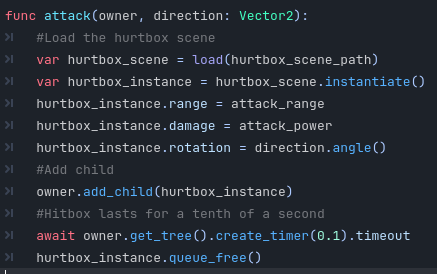 func attack(owner, direction: Vector2):
#Load the hurtbox scene
var hurtbox_scene = load(hurtbox_scene_path)
var hurtbox_instance = hurtbox_scene.instantiate()
hurtbox_instance.range = attack_range
hurtbox_instance.damage = attack_power
hurtbox_instance.rotation = direction.angle()
#Add child
owner.add_child(hurtbox_instance)
#Hitbox lasts for a tenth of a second
await owner.get_tree().create_timer(0.1).timeout
hurtbox_instance.queue_free()